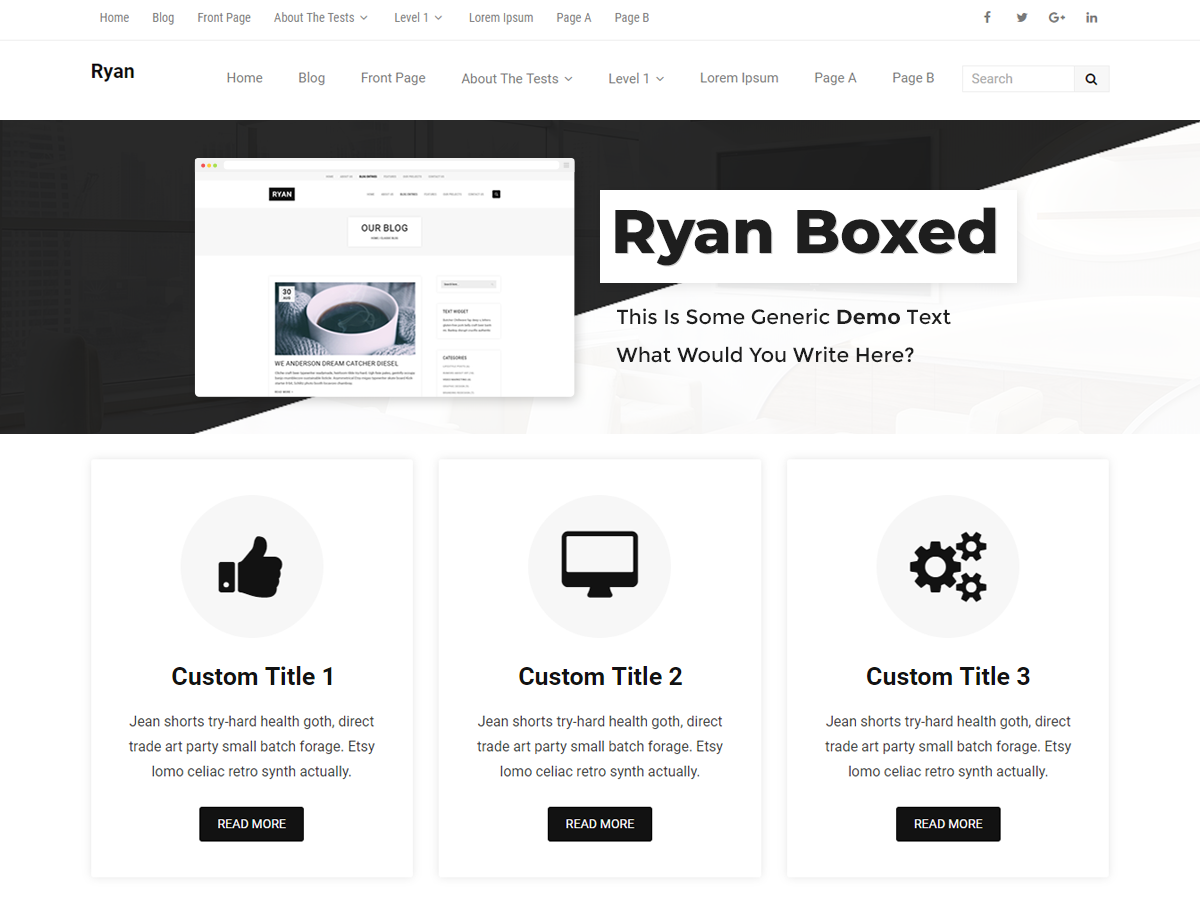 Home Blog Front Page About The Tests Level 1 Lorem Ipsum Page A Page B
Ryan
Home Blog Front Page About The Tests Level 1 Lorem Ipsum Page A Page B Search
RYAN
OUR BLOG
30
AUG
WE ANDERSON DREAM CATCHER DIESEL
TEXT WIDGET
CATEGORIES
Ryan Boxed
This Is Some Generic Demo Text
What Would You Write Here?
Custom Title 1
Jean shorts try-hard health goth, direct
trade art party small batch forage. Etsy
lomo celiac retro synth actually.
READ MORE
Custom Title 2
Jean shorts try-hard health goth, direct
trade art party small batch forage. Etsy
lomo celiac retro synth actually.
READ MORE
Custom Title 3
Jean shorts try-hard health goth, direct
trade art party small batch forage. Etsy
lomo celiac retro synth actually.
READ MORE